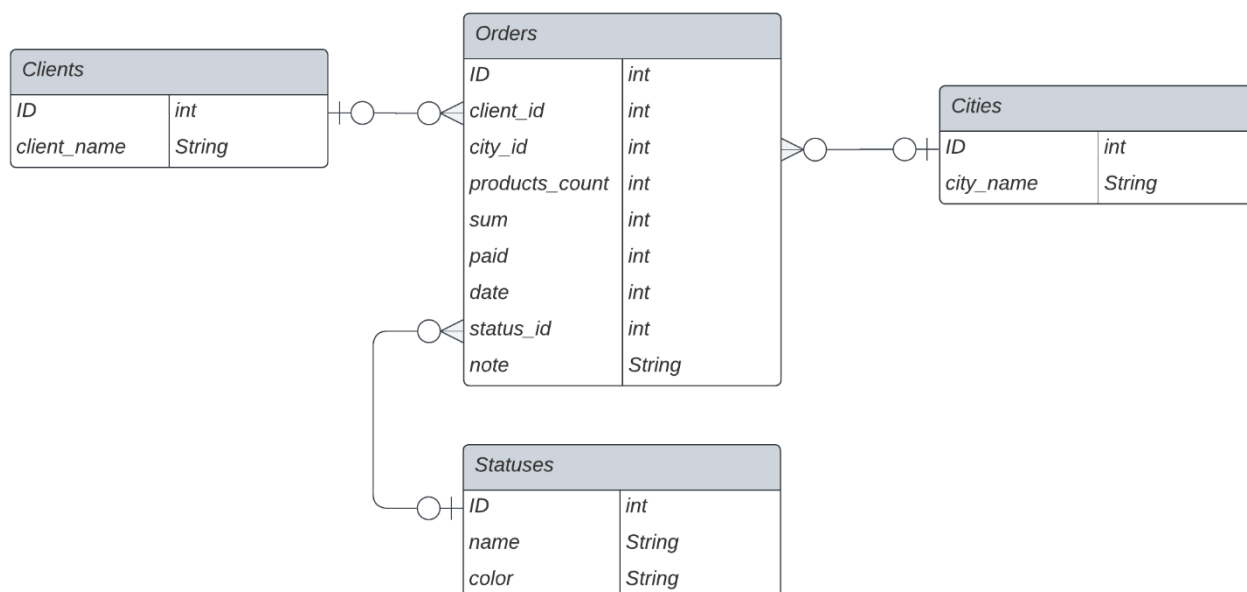 Clients
ID int
client_name String
Orders
ID int
client_id int
city_id int
products_count int
sum int
paid int
date int
status_id int
note String
Cities
ID int
city_name String
Statuses
ID int
name String
color String